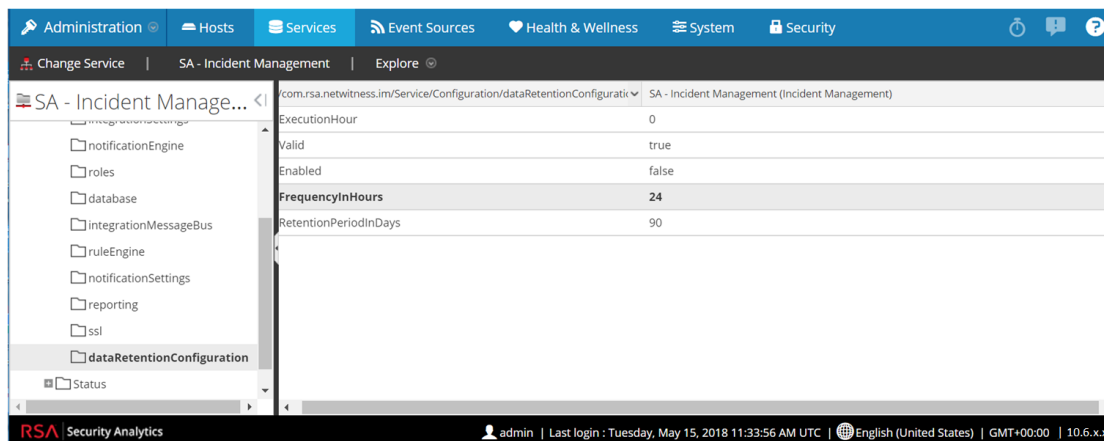 Administration Hosts Services Event Sources Health & Wellness System Security
Change Service | SA - Incident Management | Explore
SA - Incident Manage...
/com.rsa.netwitness.im/Service/Configuration/dataRetentionConfiguratic SA - Incident Management (Incident Management)
integrationSettings
ExecutionHour 0
notificationEngine
Valid true
roles
Enabled false
database
FrequencyInHours 24
integrationMessageBus
RetentionPeriodInDays 90
ruleEngine
notificationSettings
reporting
ssl
dataRetentionConfiguration
Status
RSA Security Analytics
admin | Last login : Tuesday, May 15, 2018 11:33:56 AM UTC | English (United States) | GMT+00:00 | 10.6.x.x